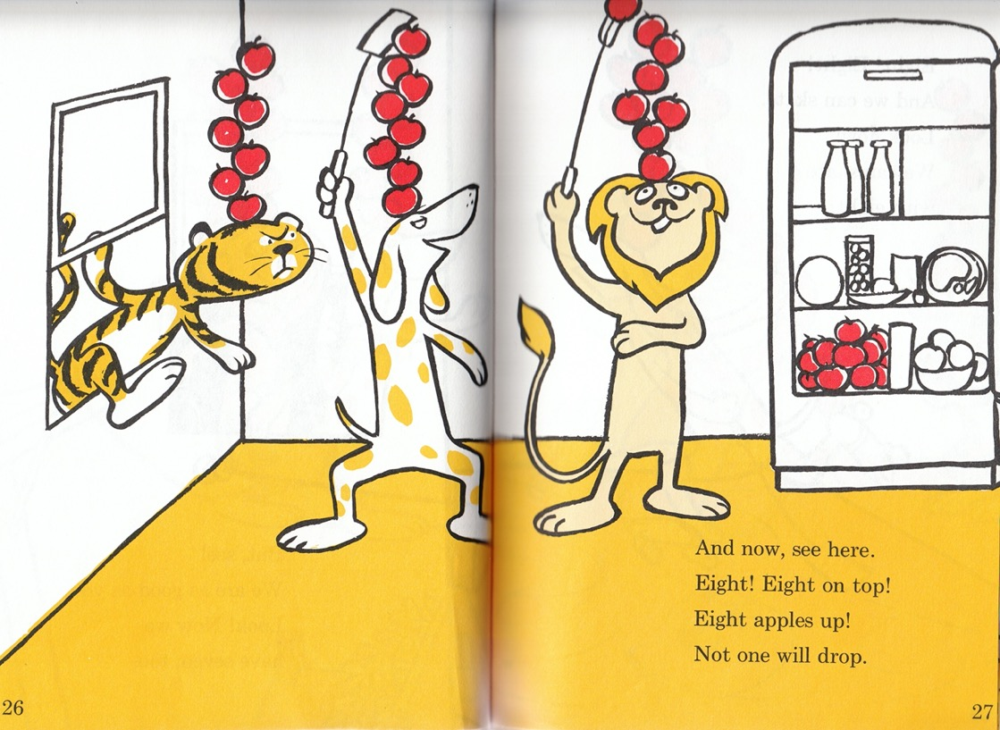 And now, see here.
Eight! Eight on top!
Eight apples up!
Not one will drop.
26
27